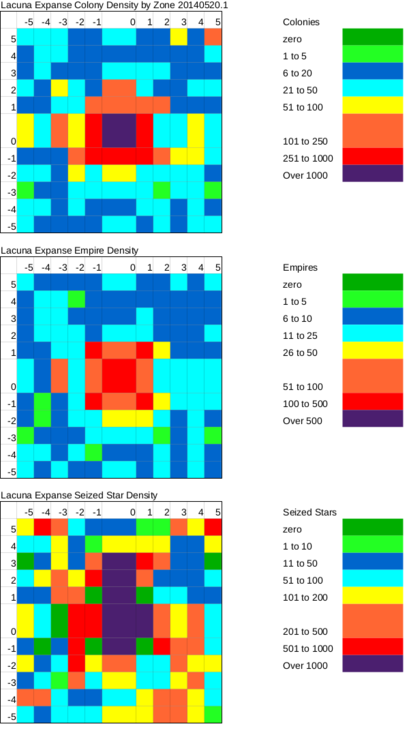 Lacuna Expanse Colony Density by Zone 20140520.1
-5 -4 -3 -2 -1 0 1 2 3 4 5
Colonies
5
zero
4
1 to 5
3
6 to 20
2
21 to 50
1
51 to 100
0
101 to 250
-1
251 to 1000
-2
Over 1000
-3
-4
-5
Lacuna Expanse Empire Density
-5 -4 -3 -2 -1 0 1 2 3 4 5
Empires
5
zero
4
1 to 5
3
6 to 10
2
11 to 25
1
26 to 50
0
51 to 100
-1
100 to 500
-2
Over 500
-3
-4
-5
Lacuna Expanse Seized Star Density
-5 -4 -3 -2 -1 0 1 2 3 4 5
Seized Stars
5
zero
4
1 to 10
3
11 to 50
2
51 to 100
1
101 to 200
0
201 to 500
-1
501 to 1000
-2
Over 1000
-3
-4
-5